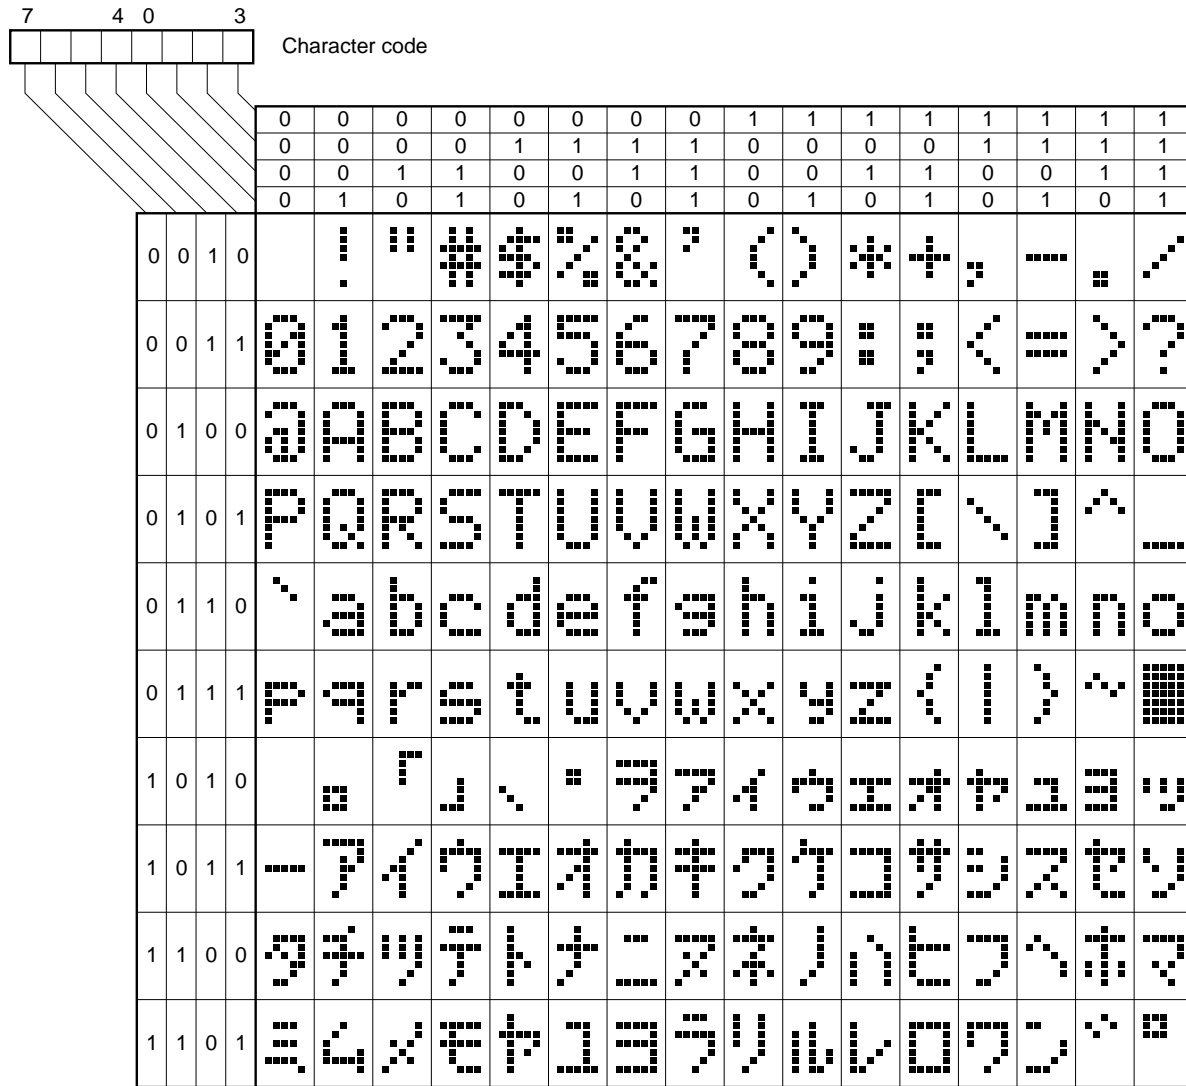 7 4 0 3
Character code
0 0 0 0 0 0 0 0 1 1 1 1 1 1 1 1
0 0 0 0 1 1 1 1 0 0 0 0 1 1 1 1
0 0 1 1 0 0 1 1 0 0 1 1 0 0 1 1
0 1 0 1 0 1 0 1 0 1 0 1 0 1 0 1
0 0 1 0 ! " # $ % & ' ( ) * + , - . /
0 0 1 1 0 1 2 3 4 5 6 7 8 9 : ; < = > ?
0 1 0 0 @ A B C D E F G H I J K L M N O
0 1 0 1 P Q R S T U V W X Y Z [ \ ] ^ _
0 1 1 0 ` a b c d e f g h i j k l m n o
0 1 1 1 p q r s t u v w x y z { | } ~ █
1 0 1 0 。 「 」 、 ・ ヲ ァ ィ ゥ ェ ォ ャ ュ ョ ッ
1 0 1 1 ー ア イ ウ エ オ カ キ ク ケ コ サ シ ス セ ソ
1 1 0 0 タ チ ツ テ ト ナ ニ ヌ ネ ノ ハ ヒ フ ヘ ホ マ
1 1 0 1 ミ ム メ モ ヤ ユ ヨ ラ リ ル レ ロ ワ ン ゛ ゜